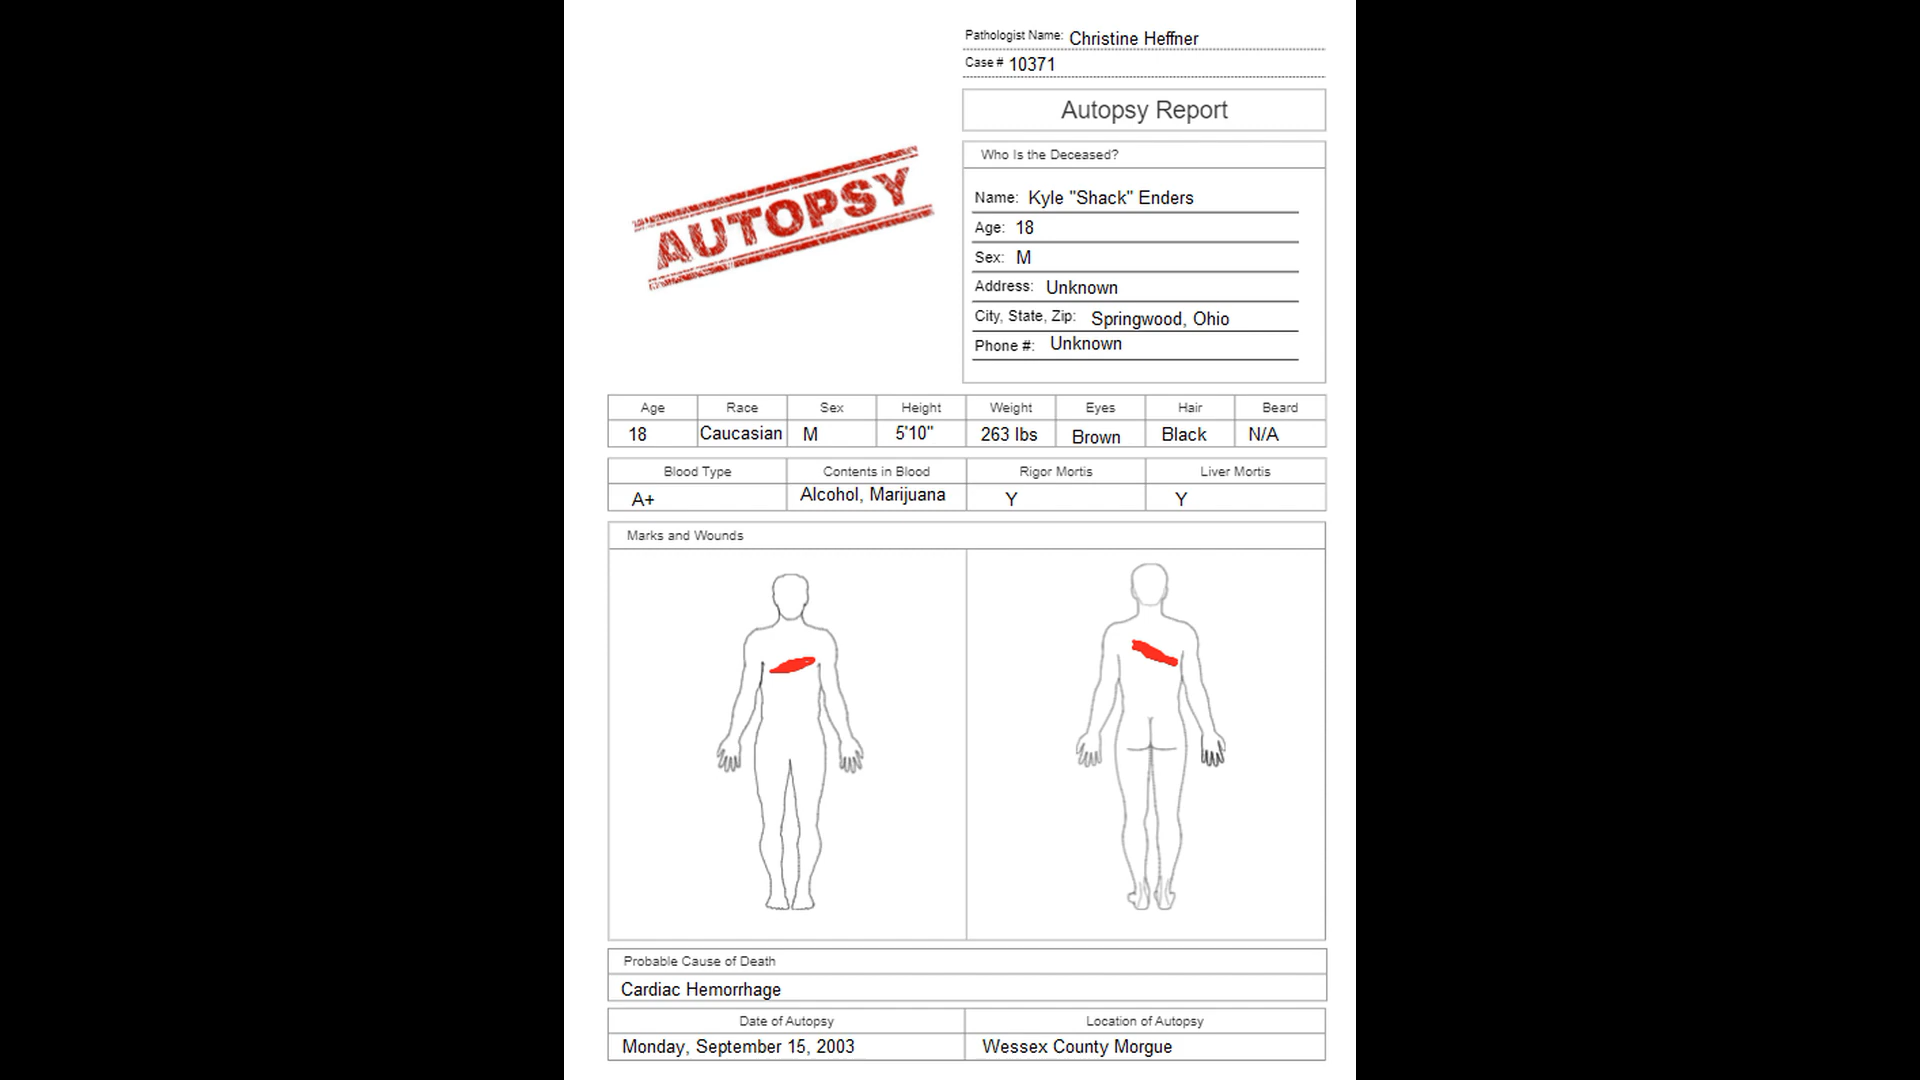 Pathologist Name: Christine Heffner
Case # 10371
Autopsy Report
AUTOPSY
Who Is the Deceased?
Name: Kyle "Shack" Enders
Age: 18
Sex: M
Address: Unknown
City, State, Zip: Springwood, Ohio
Phone #: Unknown
Age Race Sex Height Weight Eyes Hair Beard
18 Caucasian M 5'10" 263 lbs Brown Black N/A
Blood Type Contents in Blood Rigor Mortis Liver Mortis
A+ Alcohol, Marijuana Y Y
Marks and Wounds
Probable Cause of Death
Cardiac Hemorrhage
Date of Autopsy Location of Autopsy
Monday, September 15, 2003 Wessex County Morgue